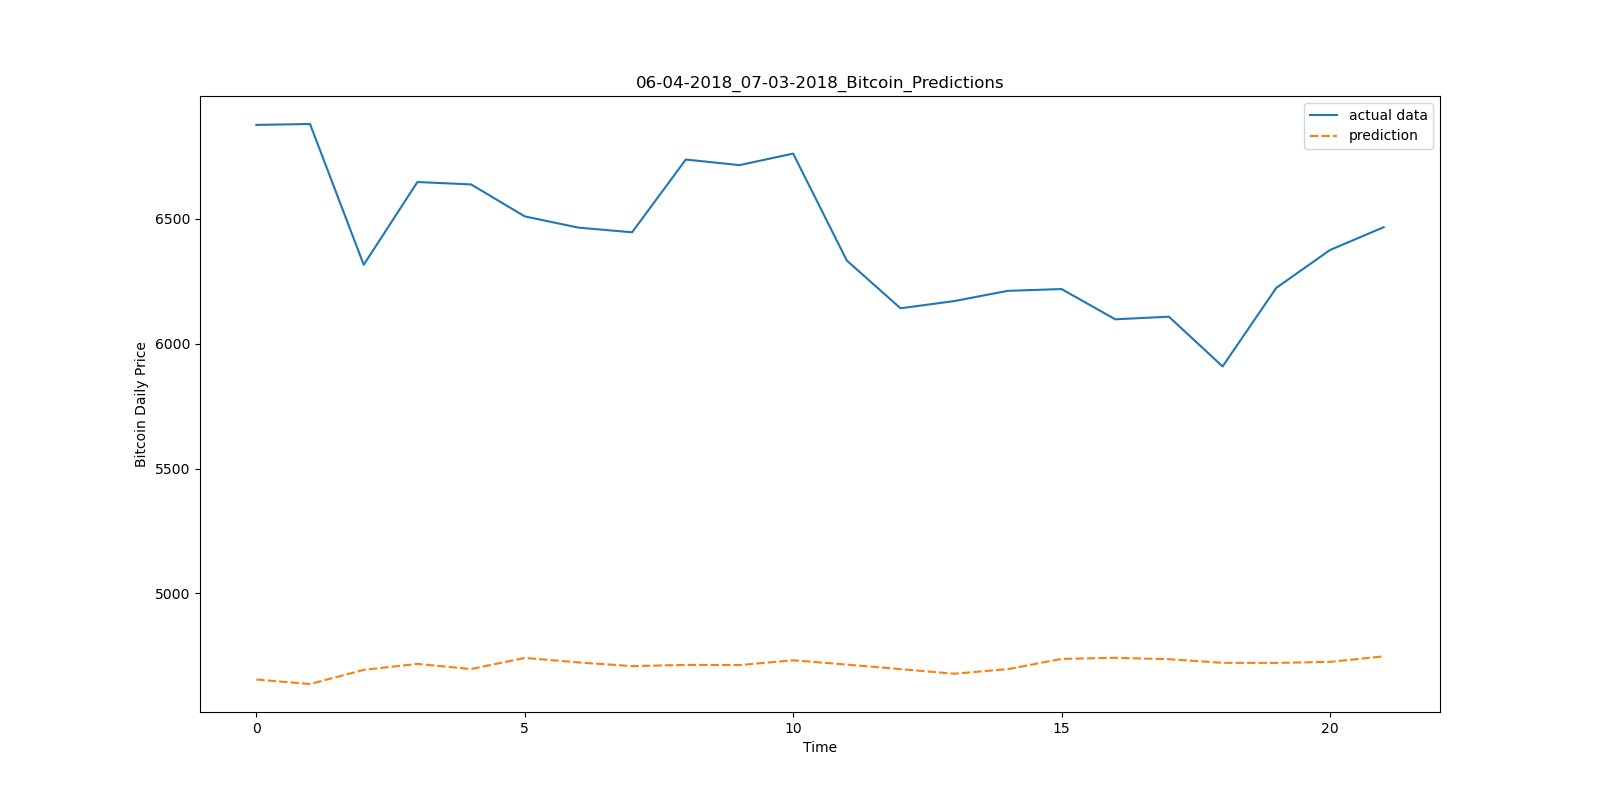 06-04-2018_07-03-2018_Bitcoin_Predictions
actual data
prediction
Bitcoin Daily Price
6500
6000
5500
5000
0 5 10 15 20
Time